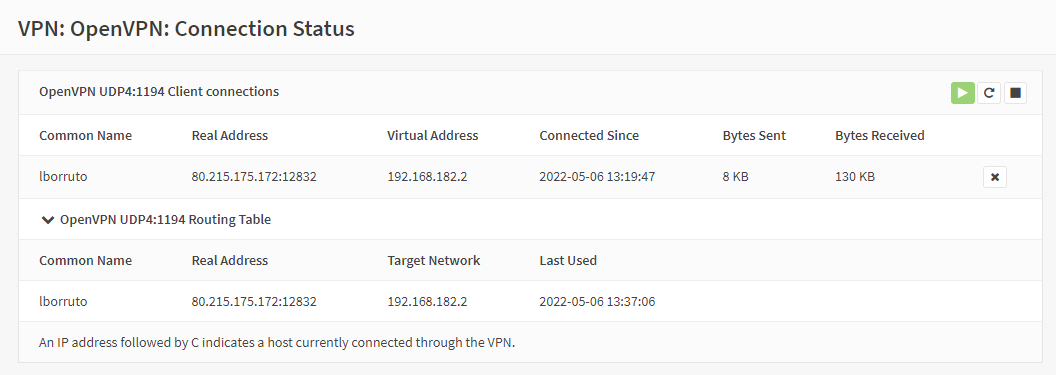 VPN: OpenVPN: Connection Status
OpenVPN UDP4:1194 Client connections
Common Name Real Address Virtual Address Connected Since Bytes Sent Bytes Received
lborruto 80.215.175.172:12832 192.168.182.2 2022-05-06 13:19:47 8 KB 130 KB
OpenVPN UDP4:1194 Routing Table
Common Name Real Address Target Network Last Used
lborruto 80.215.175.172:12832 192.168.182.2 2022-05-06 13:37:06
An IP address followed by C indicates a host currently connected through the VPN.